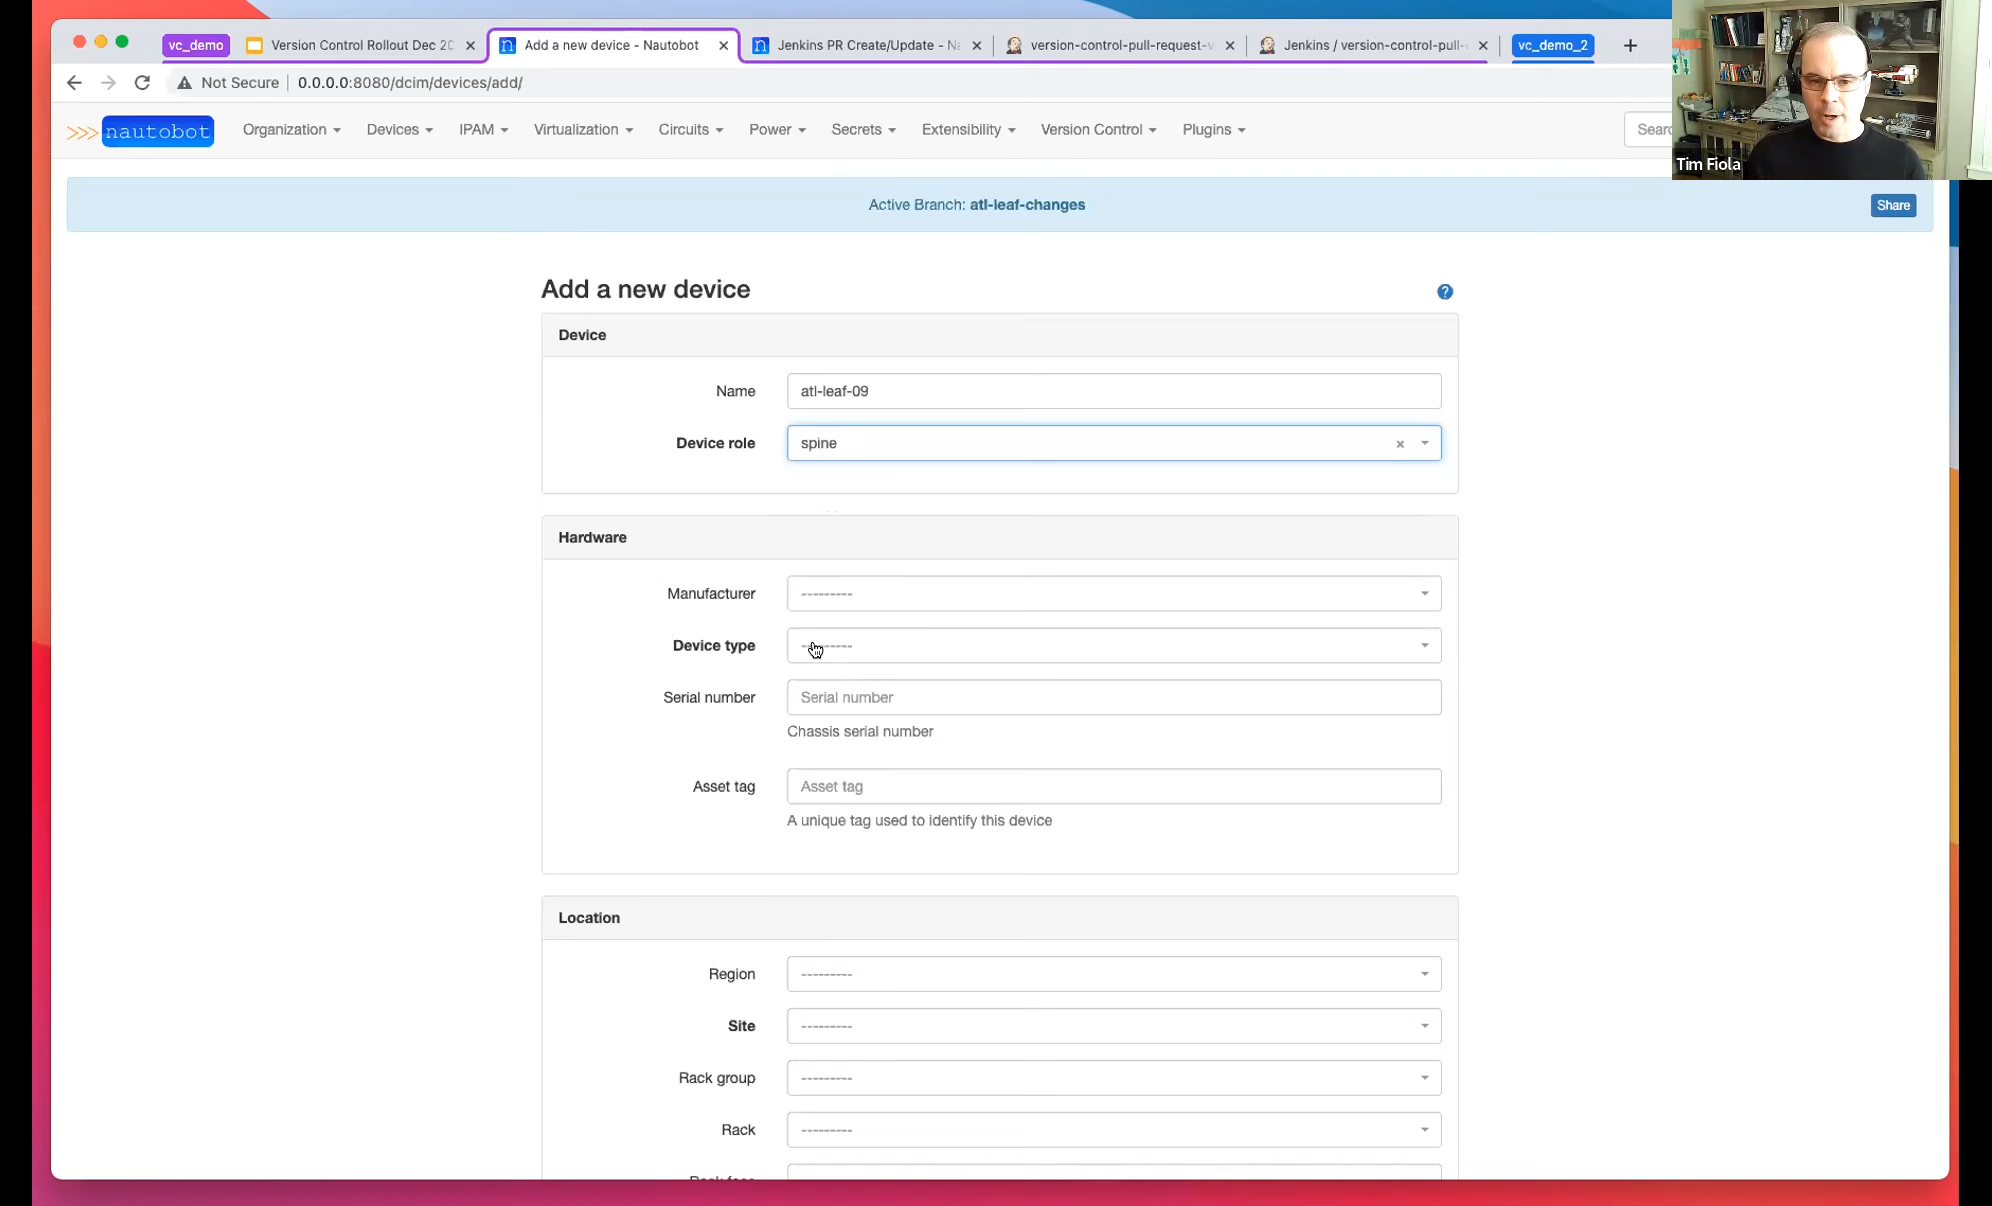 vc_demo
Version Control Rollout Dec 20
Add a new device - Nautobot
Jenkins PR Create/Update - Na
version-control-pull-request-v
Jenkins / version-control-pull-r
vc_demo_2
Not Secure
0.0.0.0:8080/dcim/devices/add/
>>> nautobot
Organization
Devices
IPAM
Virtualization
Circuits
Power
Secrets
Extensibility
Version Control
Plugins
Tim Fiola
Active Branch: atl-leaf-changes
Share
Add a new device
?
Device
Name
atl-leaf-09
Device role
spine
Hardware
Manufacturer
---------
Device type
Serial number
Serial number
Chassis serial number
Asset tag
Asset tag
A unique tag used to identify this device
Location
Region
---------
Site
---------
Rack group
---------
Rack
---------